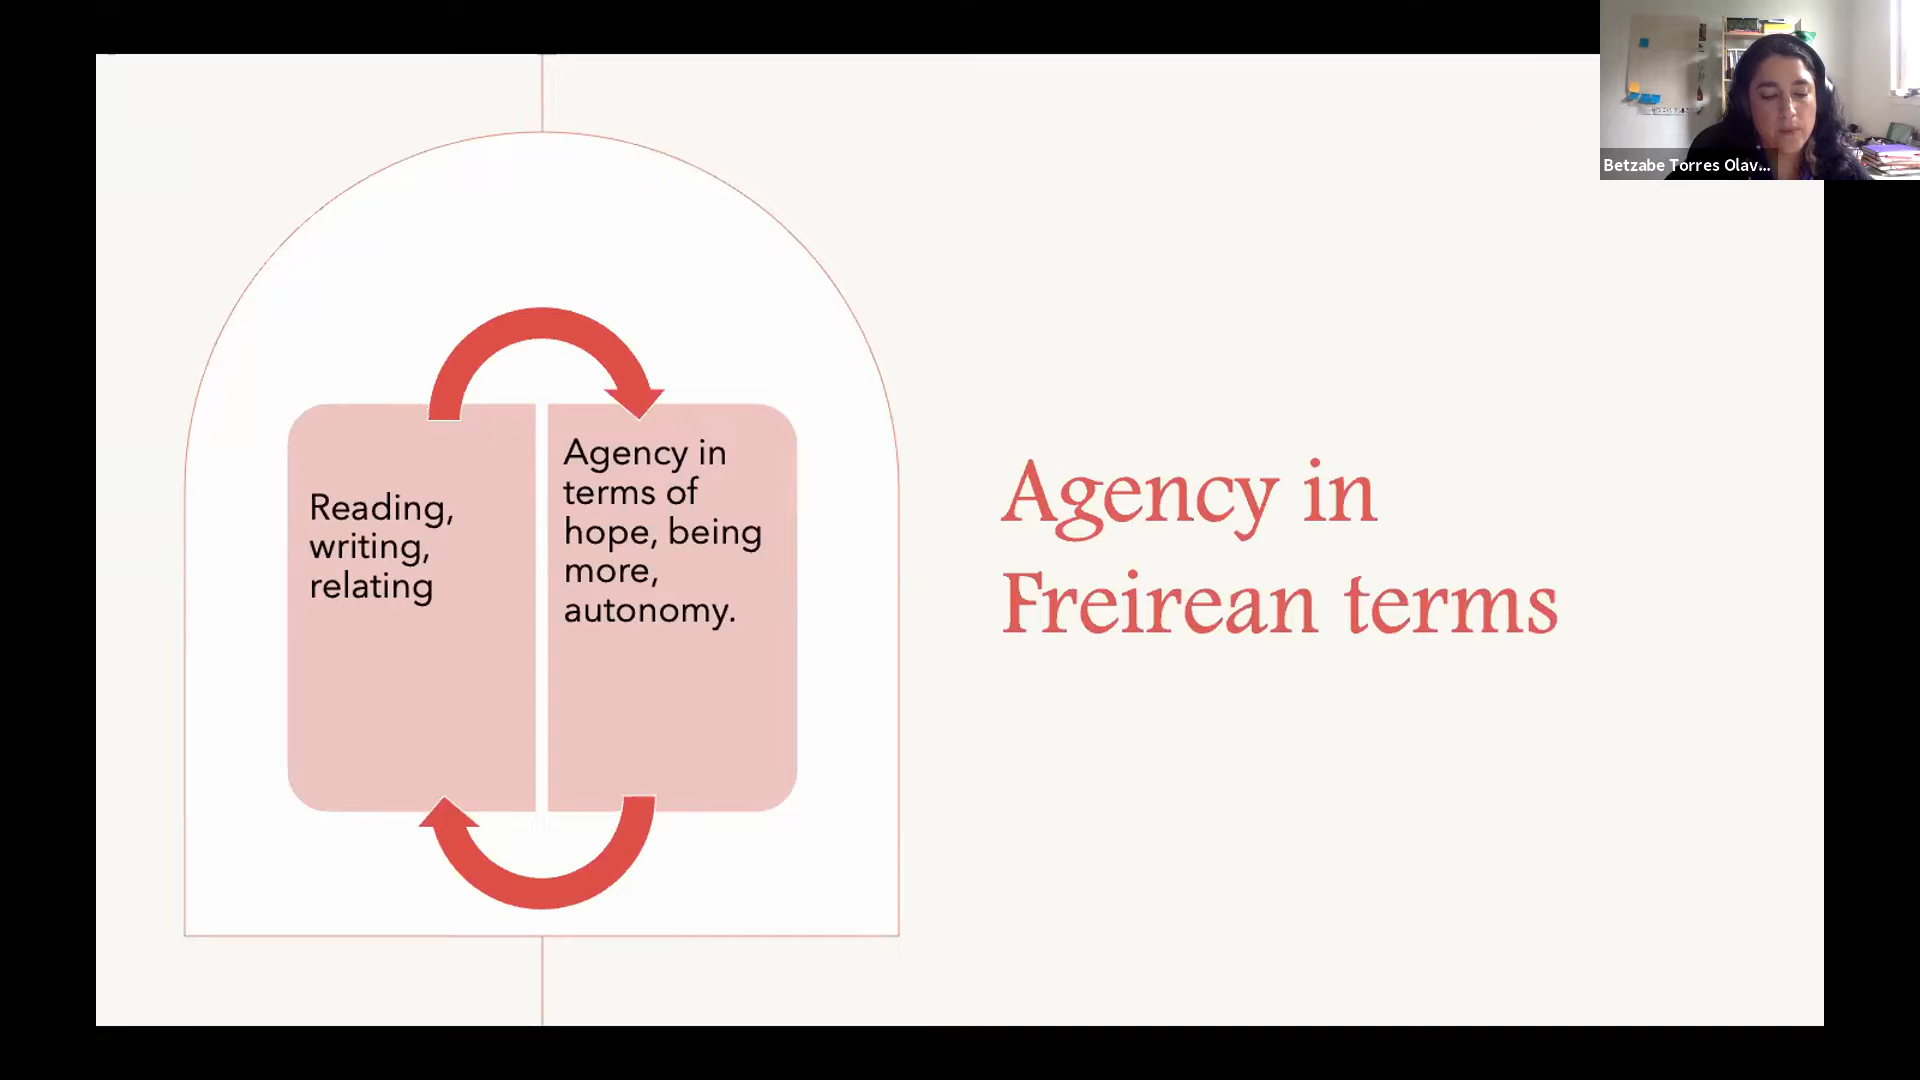 Betzabe Torres Olav...
Reading,
writing,
relating
Agency in
terms of
hope, being
more,
autonomy.
Agency in
Freirean terms